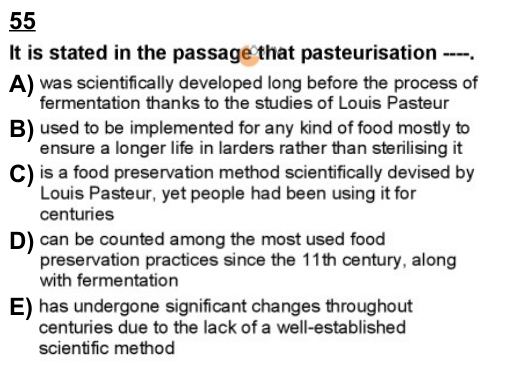 55
It is stated in the passage that pasteurisation ----.
A) was scientifically developed long before the process of
fermentation thanks to the studies of Louis Pasteur
B) used to be implemented for any kind of food mostly to
ensure a longer life in larders rather than sterilising it
C) is a food preservation method scientifically devised by
Louis Pasteur, yet people had been using it for
centuries
D) can be counted among the most used food
preservation practices since the 11th century, along
with fermentation
E) has undergone significant changes throughout
centuries due to the lack of a well-established
scientific method